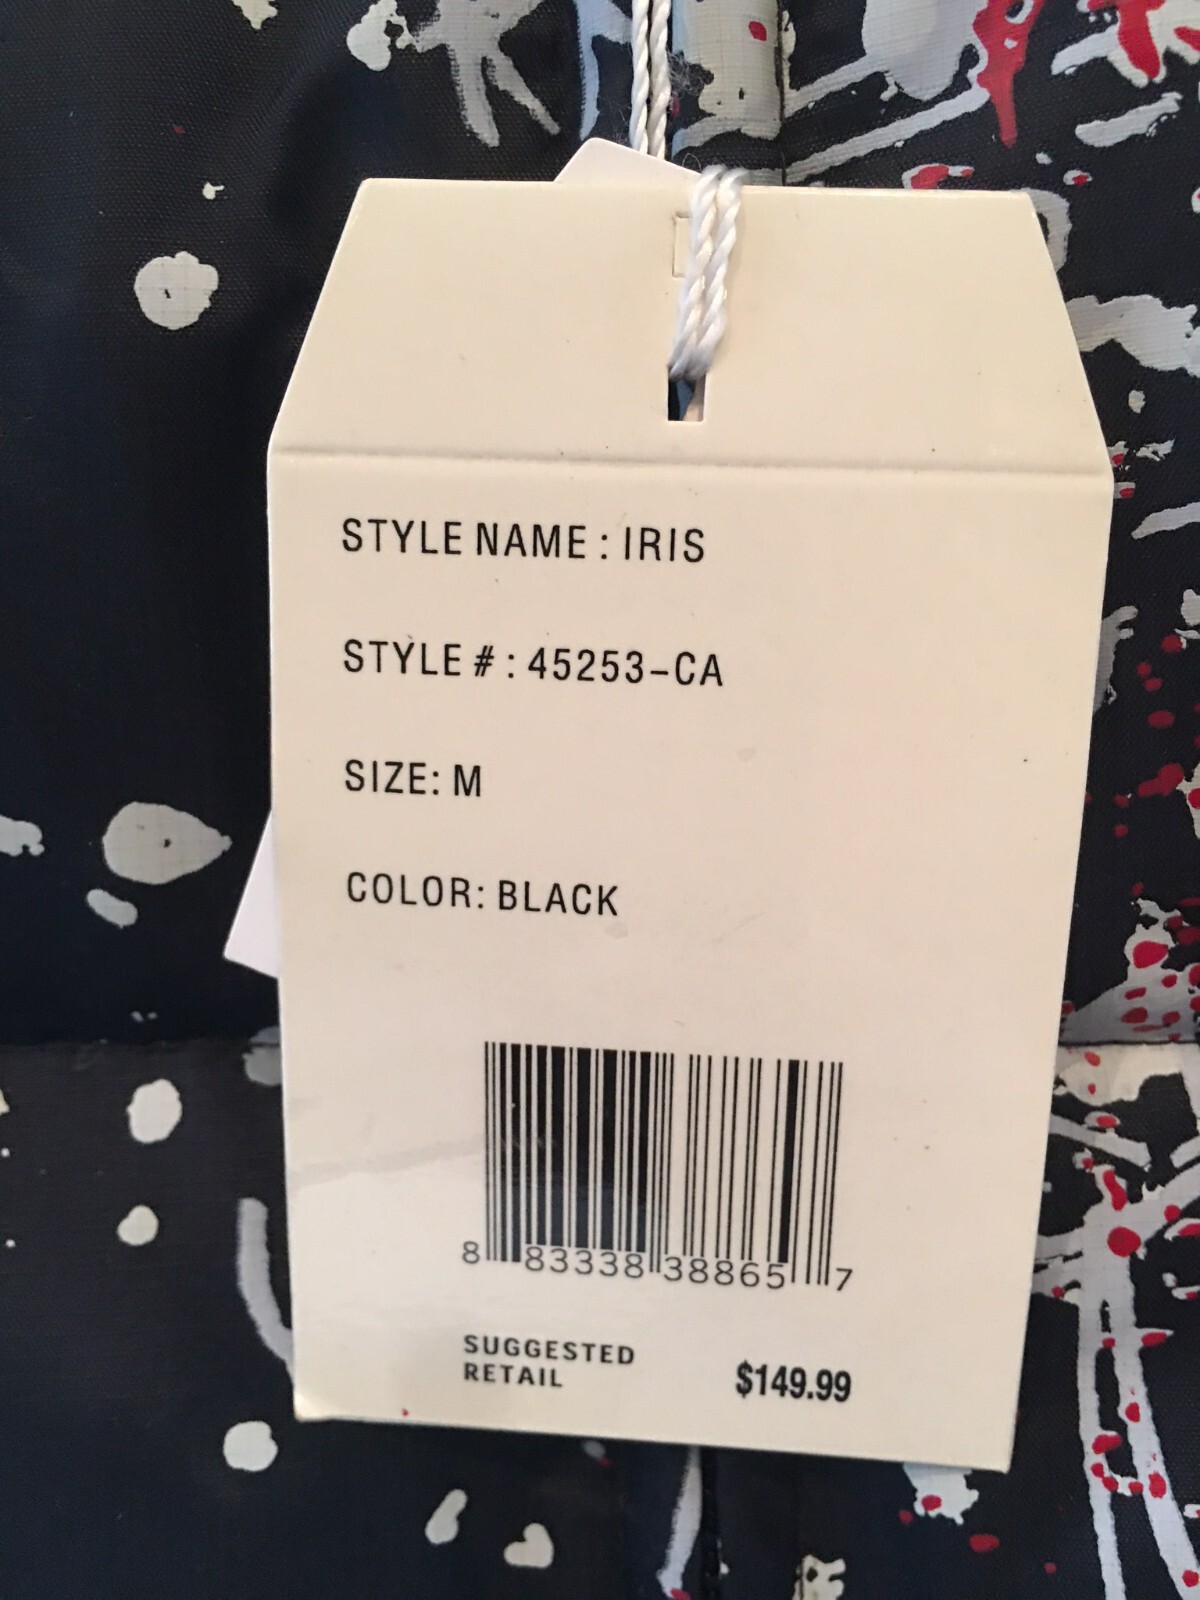 STYLE NAME : IRIS
STYLE # : 45253-CA
SIZE: M
COLOR: BLACK
8 83338 38865 7
SUGGESTED
RETAIL $149.99